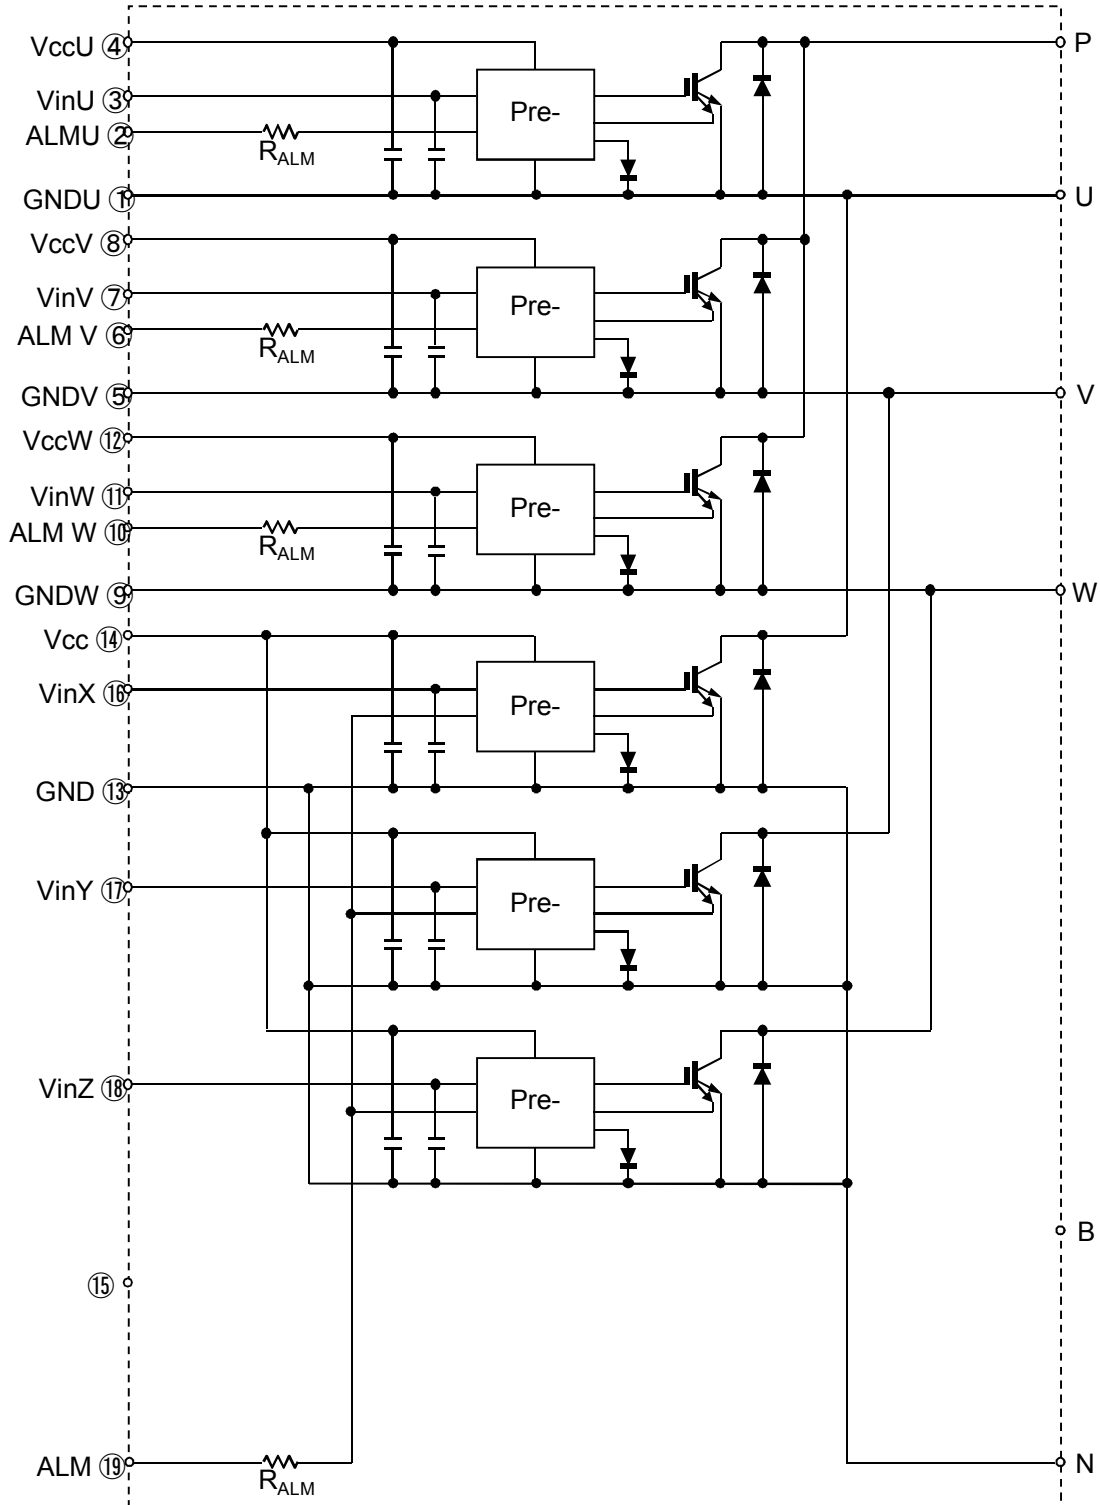 VccU ④
P
VinU ③
Pre-
ALMU ②
RALM
GNDU ①
U
VccV ⑧
VinV ⑦
Pre-
ALM V ⑥
RALM
GNDV ⑤
V
VccW ⑫
VinW ⑪
Pre-
ALM W ⑩
RALM
GNDW ⑨
W
Vcc ⑭
VinX ⑯
Pre-
GND ⑬
VinY ⑰
Pre-
VinZ ⑱
Pre-
B
⑮
ALM ⑲
RALM
N